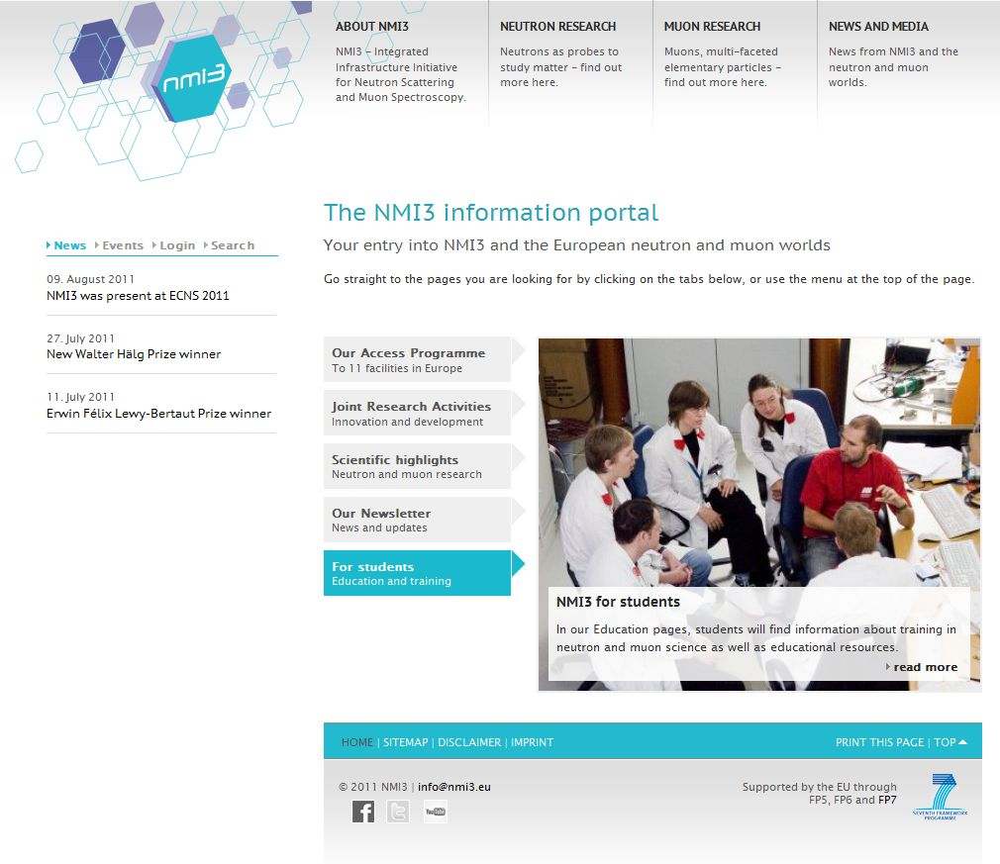 nmi3
ABOUT NMI3
NMI3 – Integrated
Infrastructure Initiative
for Neutron Scattering
and Muon Spectroscopy.
NEUTRON RESEARCH
Neutrons as probes to
study matter – find out
more here.
MUON RESEARCH
Muons, multi-faceted
elementary particles –
find out more here.
NEWS AND MEDIA
News from NMI3 and the
neutron and muon
worlds.
News Events Login Search
09. August 2011
NMI3 was present at ECNS 2011
27. July 2011
New Walter Hälg Prize winner
11. July 2011
Erwin Félix Lewy-Bertaut Prize winner
The NMI3 information portal
Your entry into NMI3 and the European neutron and muon worlds
Go straight to the pages you are looking for by clicking on the tabs below, or use the menu at the top of the page.
Our Access Programme
To 11 facilities in Europe
Joint Research Activities
Innovation and development
Scientific highlights
Neutron and muon research
Our Newsletter
News and updates
For students
Education and training
NMI3 for students
In our Education pages, students will find information about training in
neutron and muon science as well as educational resources.
read more
HOME | SITEMAP | DISCLAIMER | IMPRINT
PRINT THIS PAGE | TOP
© 2011 NMI3 | info@nmi3.eu
Supported by the EU through
FP5, FP6 and FP7
SEVENTH FRAMEWORK
PROGRAMME
f
t
You Tube